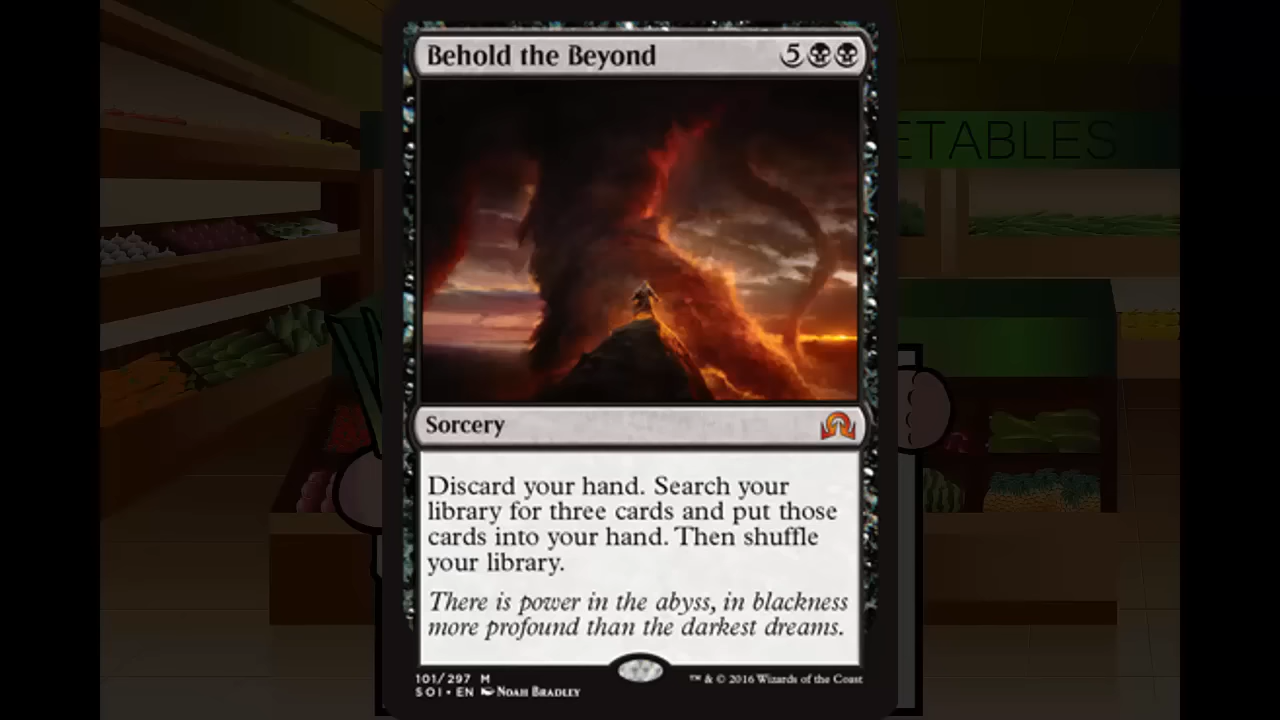 Behold the Beyond 5
ETABLES
Sorcery
Discard your hand. Search your
library for three cards and put those
cards into your hand. Then shuffle
your library.
There is power in the abyss, in blackness
more profound than the darkest dreams.
101/297 M
SOI • EN Noah Bradley
™ & © 2016 Wizards of the Coast